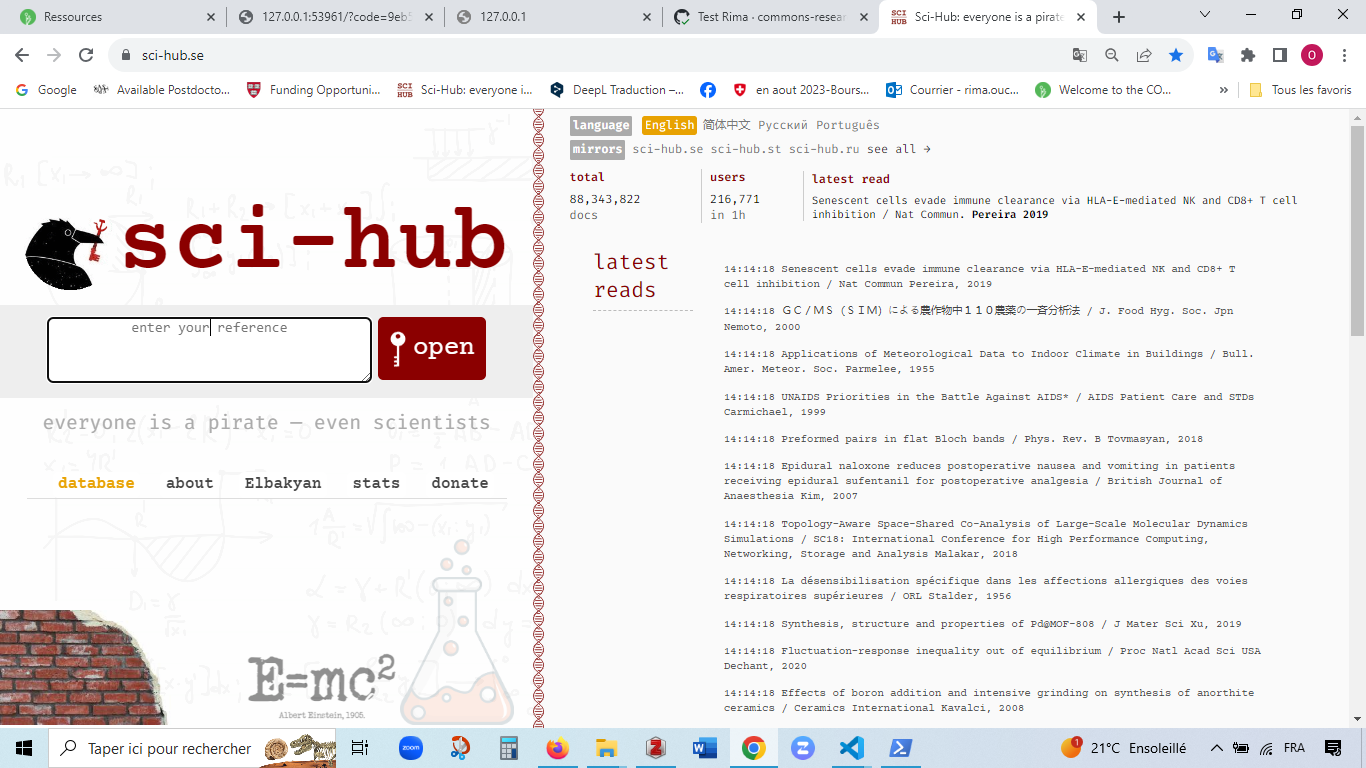 Ressources
127.0.0.1:53961/?code=9eb
127.0.0.1
Test Rima · commons-resear
Sci-Hub: everyone is a pirate
sci-hub.se
O
Google
Available Postdocto...
Funding Opportuni...
Sci-Hub: everyone i...
DeepL Traduction –...
en aout 2023-Bours...
Courrier - rima.ouc...
Welcome to the CO...
»
Tous les favoris
language English 简体中文 Русский Português
mirrors sci-hub.se sci-hub.st sci-hub.ru see all →
total
88,343,822
docs
users
216,771
in 1h
latest read
Senescent cells evade immune clearance via HLA-E-mediated NK and CD8+ T cell
inhibition / Nat Commun. Pereira 2019
SCI HUB
sci-hub
enter your reference
open
everyone is a pirate — even scientists
database about Elbakyan stats donate
E=mc²
Albert Einstein, 1905.
latest
reads
14:14:18 Senescent cells evade immune clearance via HLA-E-mediated NK and CD8+ T
cell inhibition / Nat Commun Pereira, 2019
14:14:18 ＧＣ／ＭＳ（ＳＩＭ）による農作物中１１０農薬の一斉分析法 / J. Food Hyg. Soc. Jpn
Nemoto, 2000
14:14:18 Applications of Meteorological Data to Indoor Climate in Buildings / Bull.
Amer. Meteor. Soc. Parmelee, 1955
14:14:18 UNAIDS Priorities in the Battle Against AIDS* / AIDS Patient Care and STDs
Carmichael, 1999
14:14:18 Preformed pairs in flat Bloch bands / Phys. Rev. B Tovmasyan, 2018
14:14:18 Epidural naloxone reduces postoperative nausea and vomiting in patients
receiving epidural sufentanil for postoperative analgesia / British Journal of
Anaesthesia Kim, 2007
14:14:18 Topology-Aware Space-Shared Co-Analysis of Large-Scale Molecular Dynamics
Simulations / SC18: International Conference for High Performance Computing,
Networking, Storage and Analysis Malakar, 2018
14:14:18 La désensibilisation spécifique dans les affections allergiques des voies
respiratoires supérieures / ORL Stalder, 1956
14:14:18 Synthesis, structure and properties of Pd@MOF-808 / J Mater Sci Xu, 2019
14:14:18 Fluctuation-response inequality out of equilibrium / Proc Natl Acad Sci USA
Dechant, 2020
14:14:18 Effects of boron addition and intensive grinding on synthesis of anorthite
ceramics / Ceramics International Kavalci, 2008
Taper ici pour rechercher
zoom
1
21°C Ensoleillé
FRA